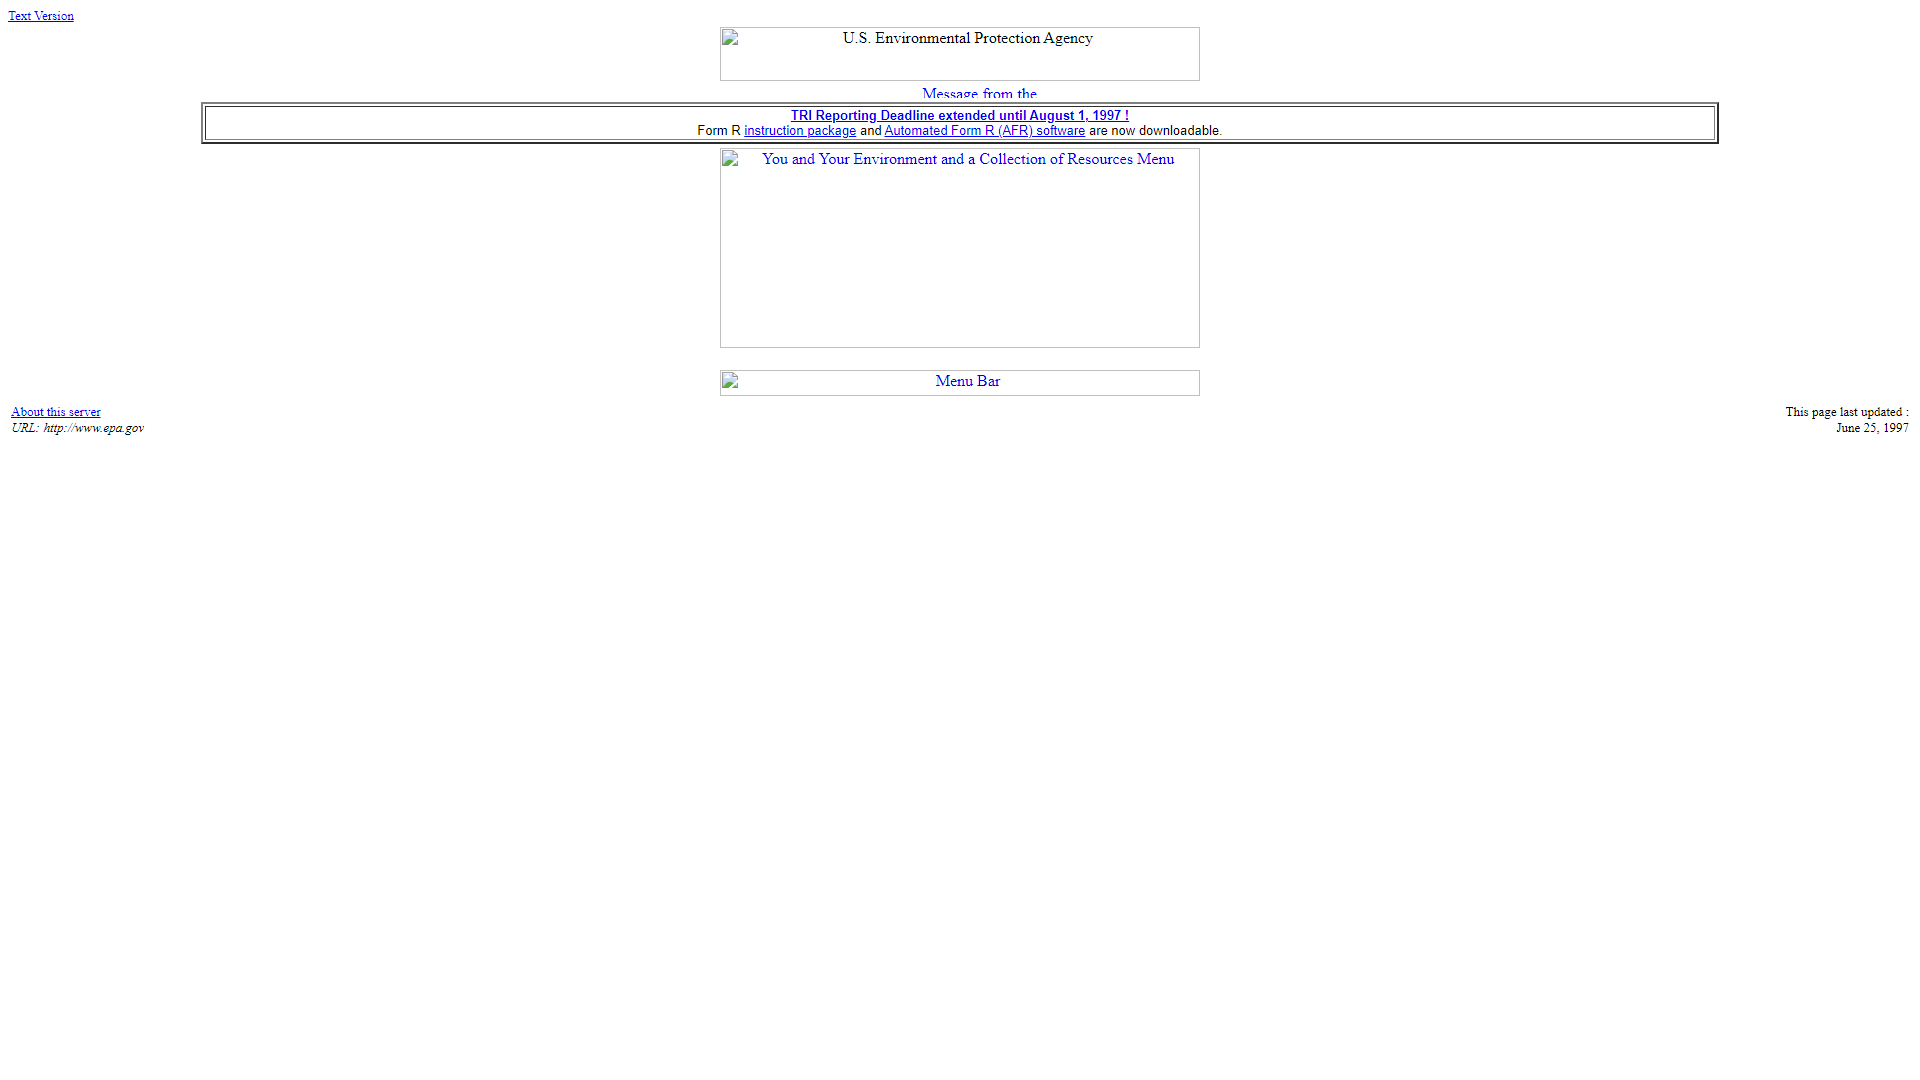 Text Version
U.S. Environmental Protection Agency
Message from the
TRI Reporting Deadline extended until August 1, 1997 !
Form R instruction package and Automated Form R (AFR) software are now downloadable.
You and Your Environment and a Collection of Resources Menu
Menu Bar
About this server
URL: http://www.epa.gov
This page last updated :
June 25, 1997